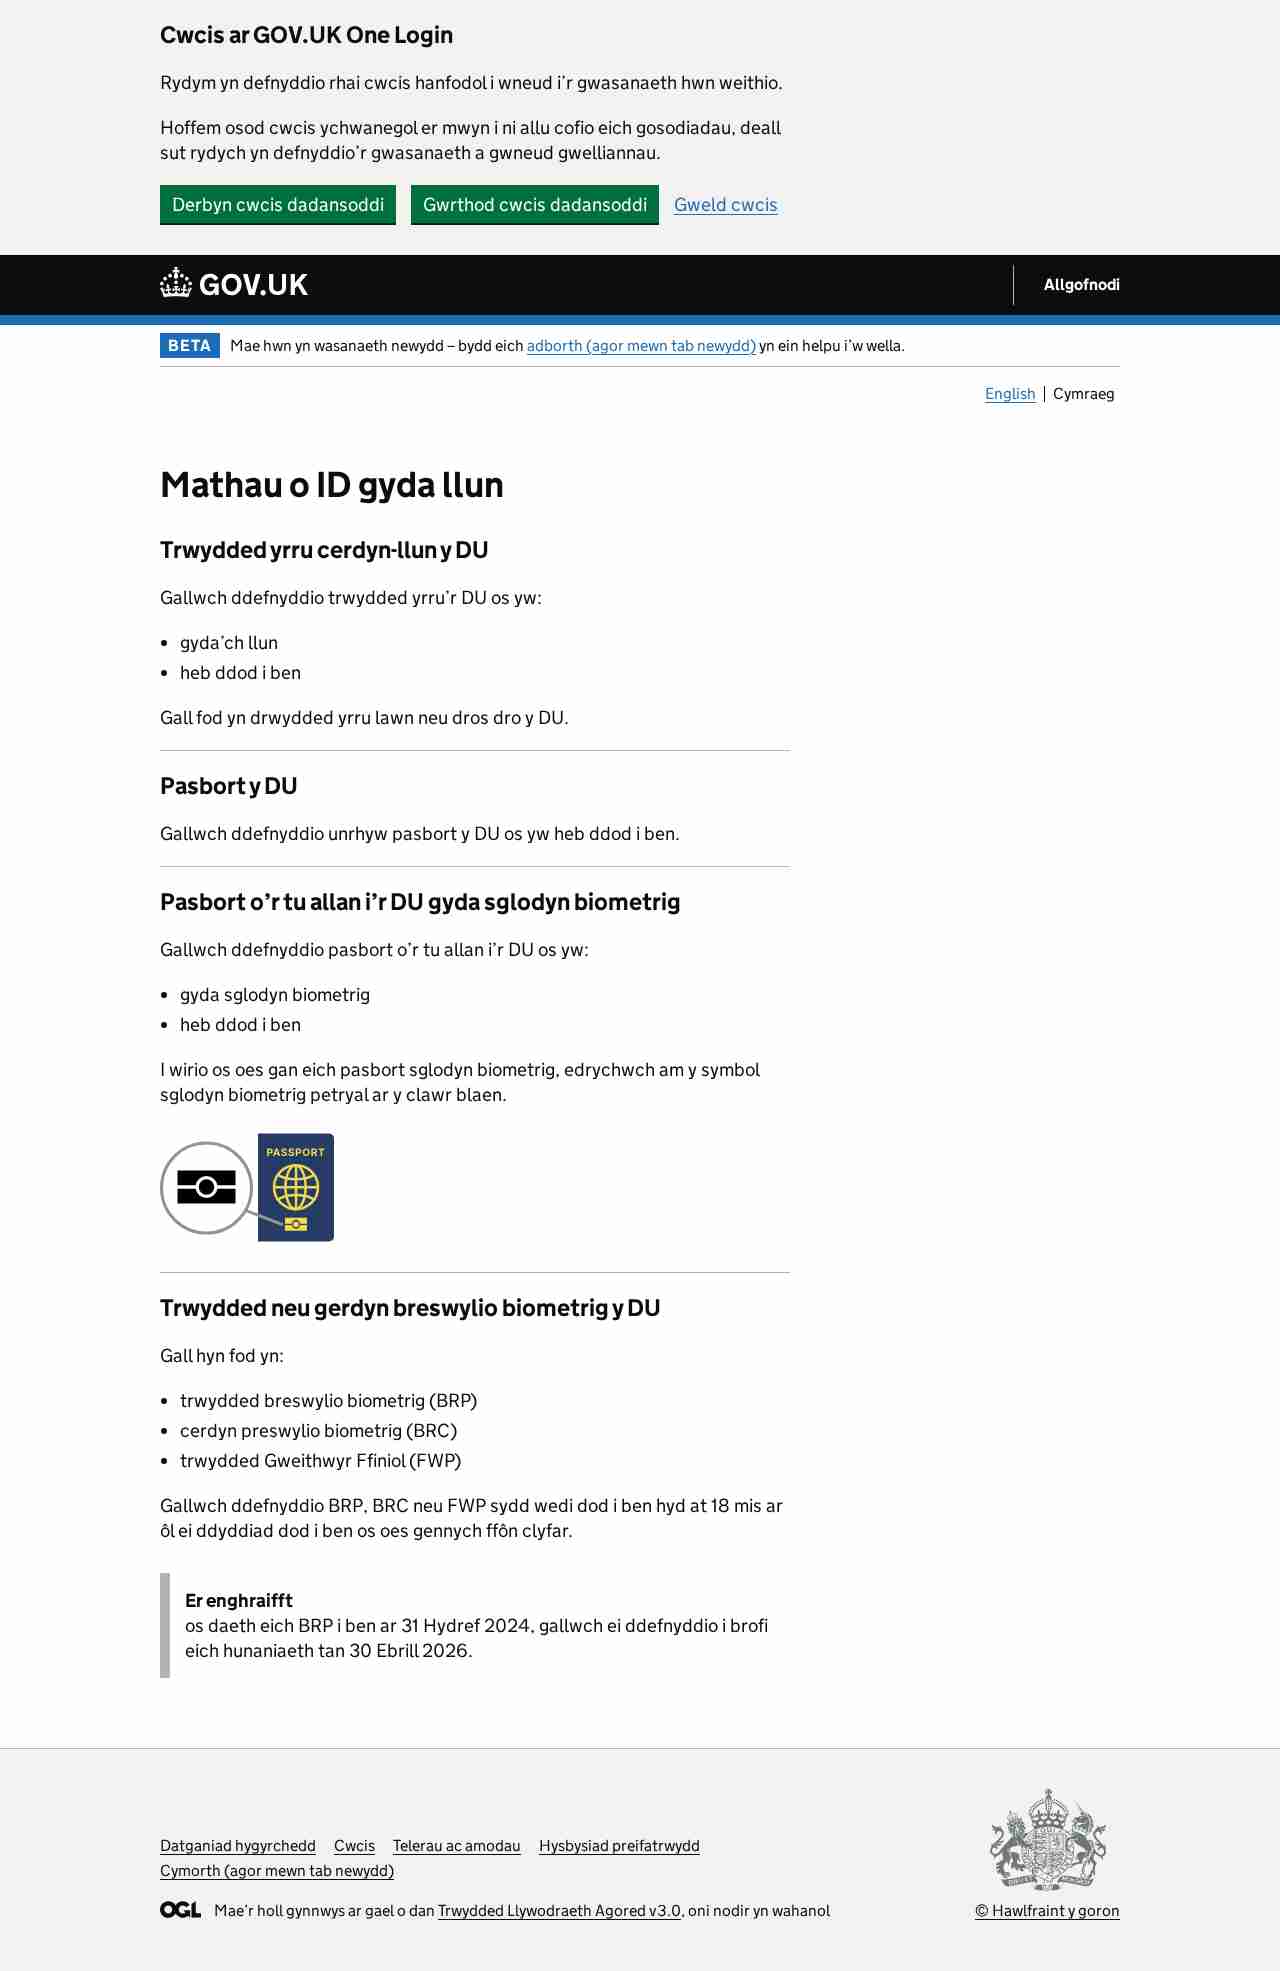 Cwcis ar GOV.UK One Login
Rydym yn defnyddio rhai cwcis hanfodol i wneud i’r gwasanaeth hwn weithio.
Hoffem osod cwcis ychwanegol er mwyn i ni allu cofio eich gosodiadau, deall
sut rydych yn defnyddio’r gwasanaeth a gwneud gwelliannau.
Derbyn cwcis dadansoddi Gwrthod cwcis dadansoddi Gweld cwcis
GOV.UK Allgofnodi
BETA Mae hwn yn wasanaeth newydd – bydd eich adborth (agor mewn tab newydd) yn ein helpu i’w wella.
English Cymraeg
Mathau o ID gyda llun
Trwydded yrru cerdyn-llun y DU
Gallwch ddefnyddio trwydded yrru’r DU os yw:
• gyda’ch llun
• heb ddod i ben
Gall fod yn drwydded yrru lawn neu dros dro y DU.
Pasbort y DU
Gallwch ddefnyddio unrhyw pasbort y DU os yw heb ddod i ben.
Pasbort o’r tu allan i’r DU gyda sglodyn biometrig
Gallwch ddefnyddio pasbort o’r tu allan i’r DU os yw:
• gyda sglodyn biometrig
• heb ddod i ben
I wirio os oes gan eich pasbort sglodyn biometrig, edrychwch am y symbol
sglodyn biometrig petryal ar y clawr blaen.
PASSPORT
Trwydded neu gerdyn breswylio biometrig y DU
Gall hyn fod yn:
• trwydded breswylio biometrig (BRP)
• cerdyn preswylio biometrig (BRC)
• trwydded Gweithwyr Ffiniol (FWP)
Gallwch ddefnyddio BRP, BRC neu FWP sydd wedi dod i ben hyd at 18 mis ar
ôl ei ddyddiad dod i ben os oes gennych ffôn clyfar.
Er enghraifft
os daeth eich BRP i ben ar 31 Hydref 2024, gallwch ei ddefnyddio i brofi
eich hunaniaeth tan 30 Ebrill 2026.
Datganiad hygyrchedd Cwcis Telerau ac amodau Hysbysiad preifatrwydd
Cymorth (agor mewn tab newydd)
OGL Mae’r holl gynnwys ar gael o dan Trwydded Llywodraeth Agored v3.0, oni nodir yn wahanol
© Hawlfraint y goron